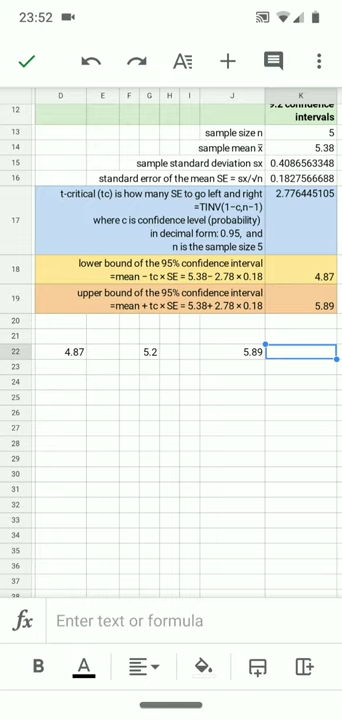 23:52
A
D E F G H I J K
12 9.2 confidence
intervals
13 sample size n 5
14 sample mean x̄ 5.38
15 sample standard deviation sx 0.4086563348
16 standard error of the mean SE = sx/√n 0.1827566688
t-critical (tc) is how many SE to go left and right 2.776445105
=TINV(1−c,n−1)
17 where c is confidence level (probability)
in decimal form: 0.95, and
n is the sample size 5
lower bound of the 95% confidence interval
18 =mean − tc × SE = 5.38− 2.78 × 0.18 4.87
upper bound of the 95% confidence interval
19 =mean + tc × SE = 5.38+ 2.78 × 0.18 5.89
20
21
22 4.87 5.2 5.89
23
24
25
26
27
28
29
30
31
32
33
34
35
36
37
38
fx Enter text or formula
B A